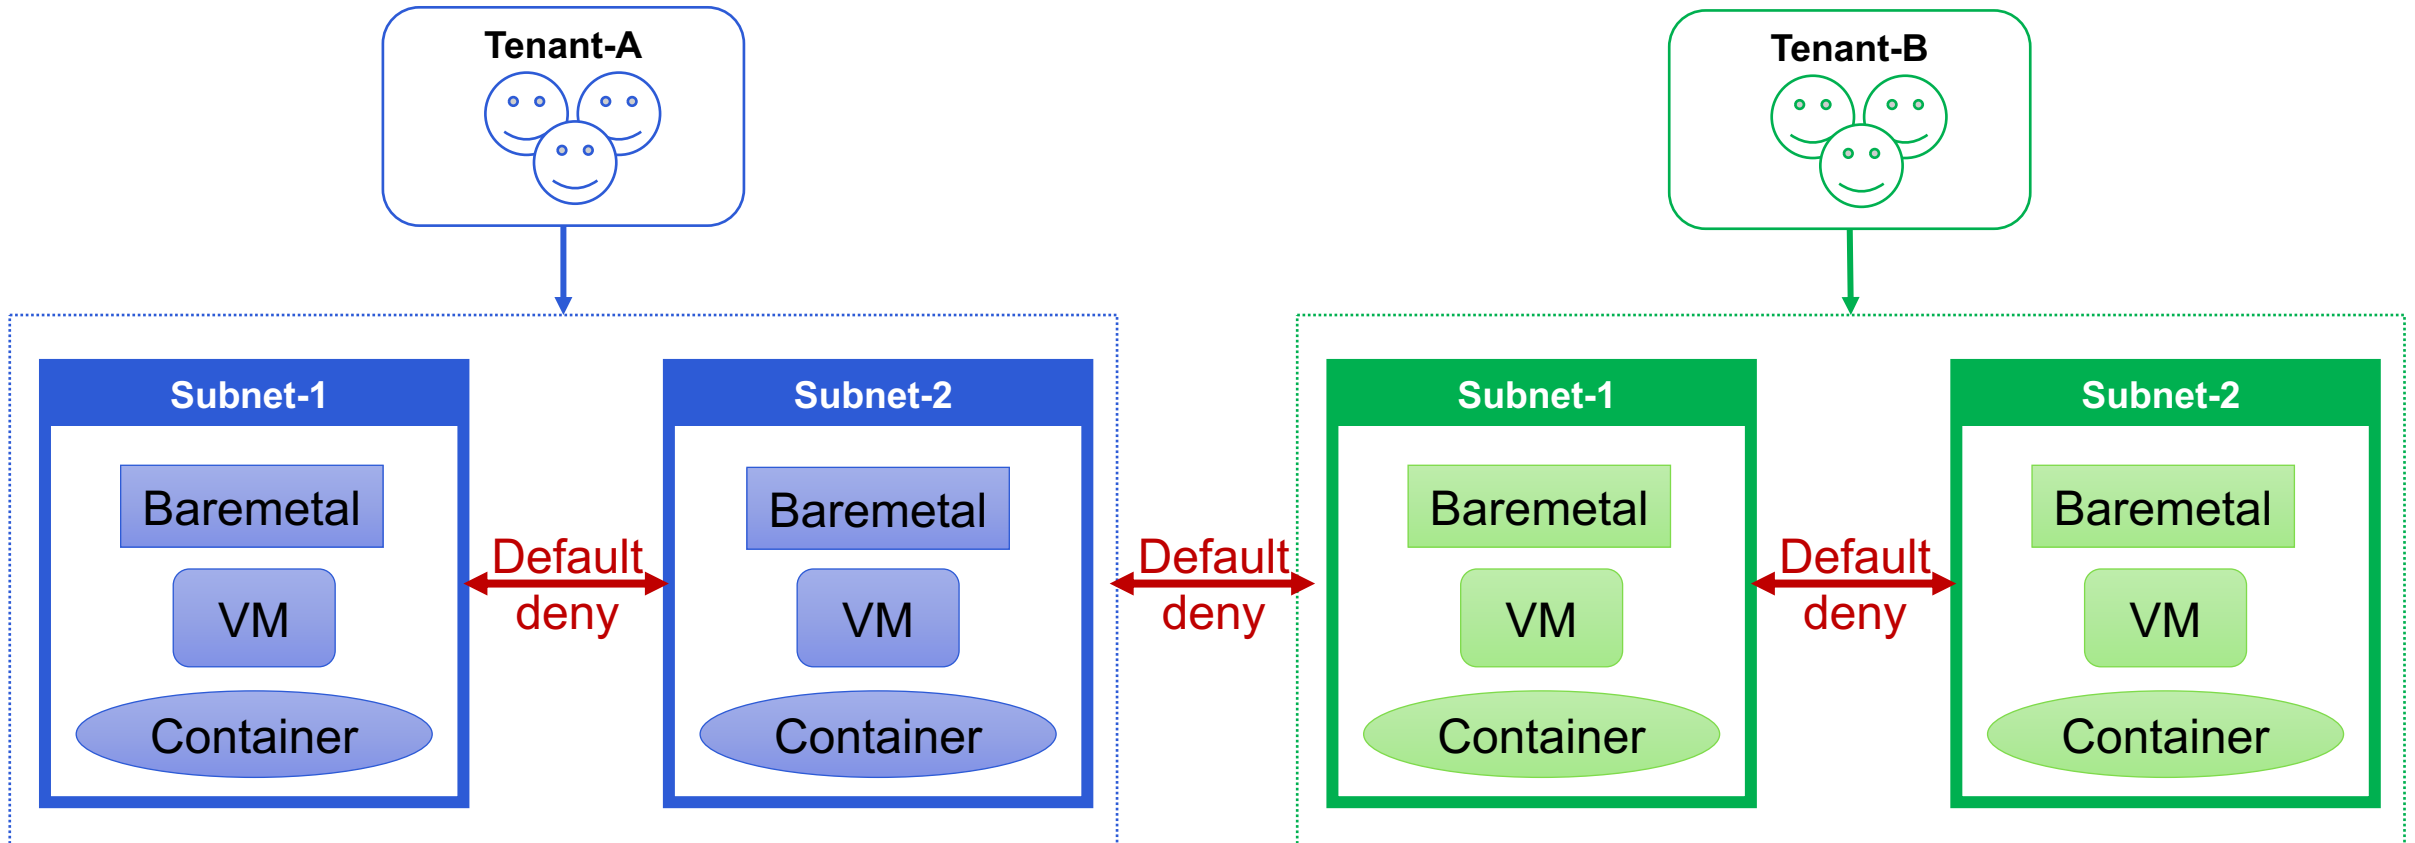 Tenant-A
Tenant-B
Subnet-1
Baremetal
VM
Container
Default
deny
Subnet-2
Baremetal
VM
Container
Default
deny
Subnet-1
Baremetal
VM
Container
Default
deny
Subnet-2
Baremetal
VM
Container